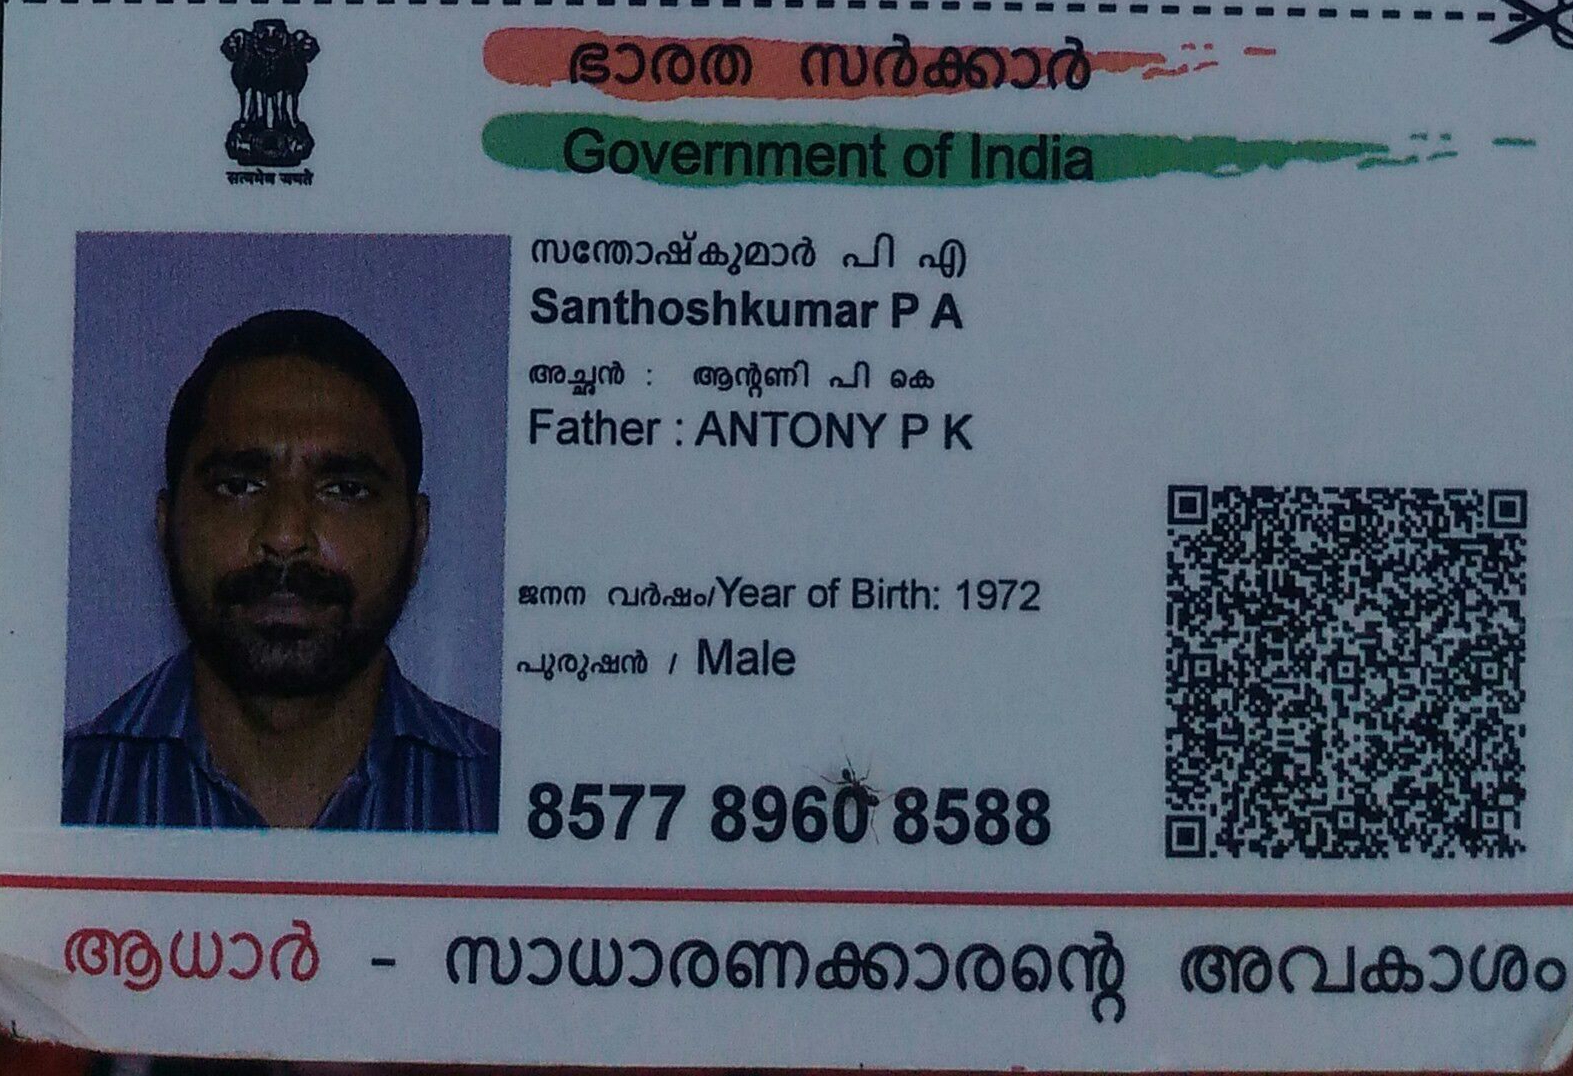 सत्यमेव जयते
ഭാരത സർക്കാർ
Government of India
സന്തോഷ്കുമാർ പി എ
Santhoshkumar P A
അച്ഛൻ : ആന്റണി പി കെ
Father : ANTONY P K
ജനന വർഷം/Year of Birth: 1972
പുരുഷൻ / Male
8577 8960 8588
ആധാർ - സാധാരണക്കാരന്റെ അവകാശം